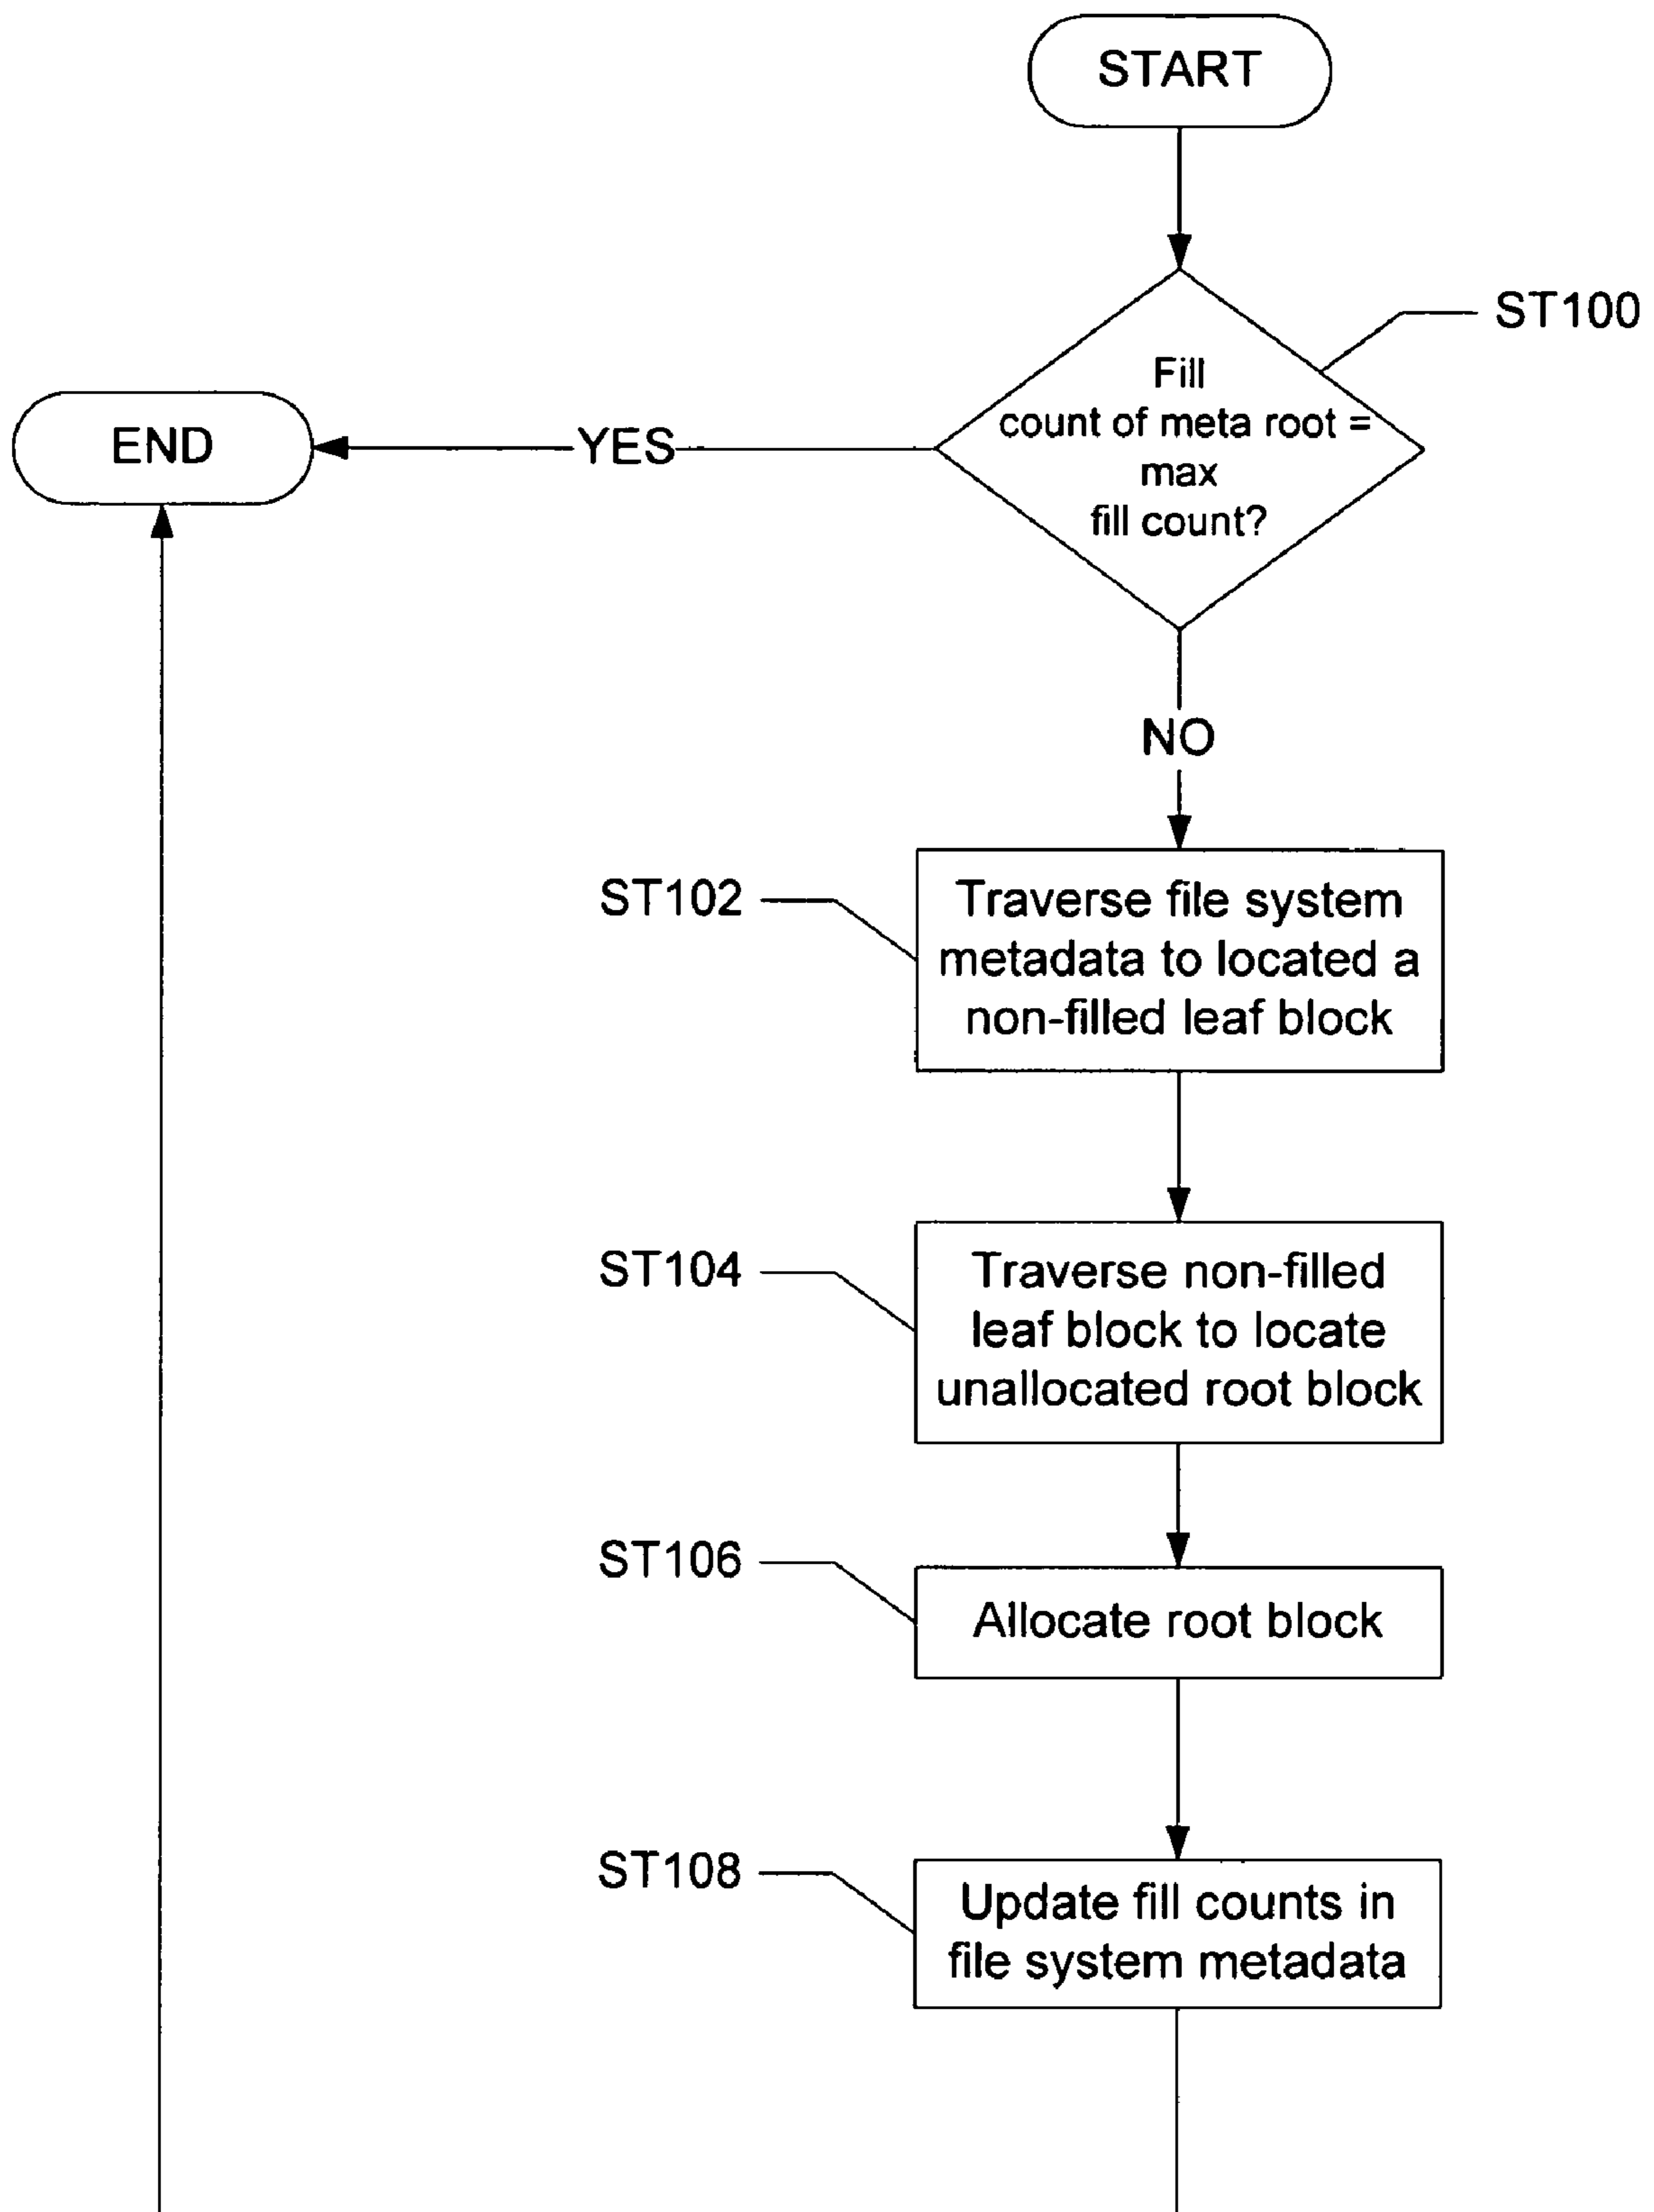 START
ST100
Fill
count of meta root =
max
fill count?
YES
END
NO
ST102
Traverse file system
metadata to located a
non-filled leaf block
ST104
Traverse non-filled
leaf block to locate
unallocated root block
ST106
Allocate root block
ST108
Update fill counts in
file system metadata